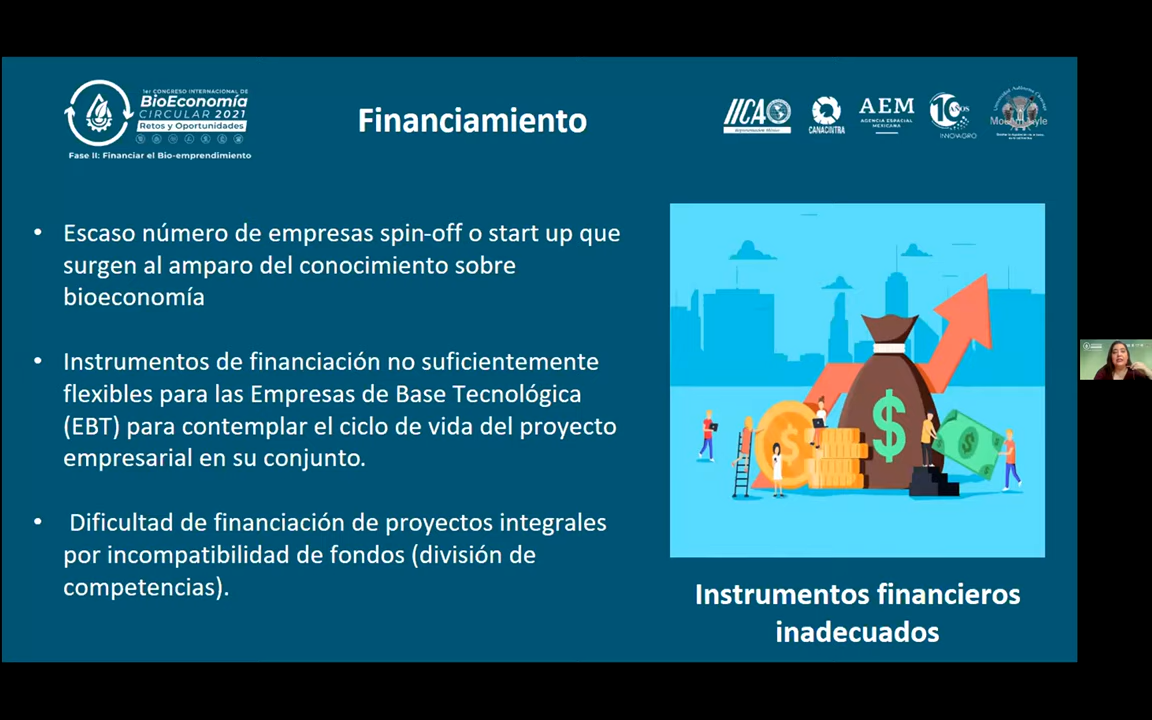 1er CONGRESO INTERNACIONAL DE
BioEconomía
CIRCULAR 2021
Retos y Oportunidades
Fase II: Financiar el Bio-emprendimiento
Financiamiento
IICA
CANACINTRA
AEM
AGENCIA ESPACIAL
MEXICANA
10 AÑOS
INNOVAGRO
• Escaso número de empresas spin-off o start up que
surgen al amparo del conocimiento sobre
bioeconomía
• Instrumentos de financiación no suficientemente
flexibles para las Empresas de Base Tecnológica
(EBT) para contemplar el ciclo de vida del proyecto
empresarial en su conjunto.
• Dificultad de financiación de proyectos integrales
por incompatibilidad de fondos (división de
competencias).
$
$
$
Instrumentos financieros
inadecuados